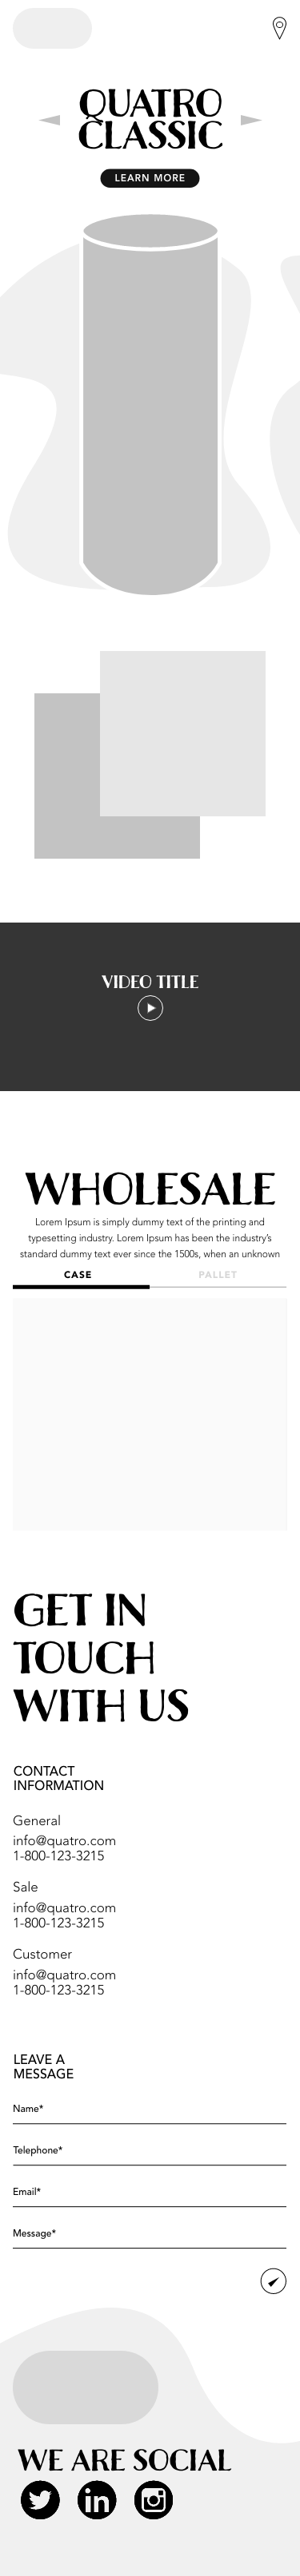 QUATRO
CLASSIC
LEARN MORE
VIDEO TITLE
WHOLESALE
Lorem Ipsum is simply dummy text of the printing and
typesetting industry. Lorem Ipsum has been the industry's
standard dummy text ever since the 1500s, when an unknown
CASE PALLET
GET IN
TOUCH
WITH US
CONTACT
INFORMATION
General
info@quatro.com
1-800-123-3215
Sale
info@quatro.com
1-800-123-3215
Customer
info@quatro.com
1-800-123-3215
LEAVE A
MESSAGE
Name*
Telephone*
Email*
Message*
WE ARE SOCIAL
in